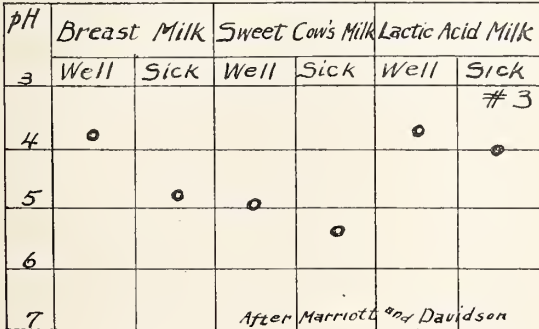 pH Breast Milk Sweet Cow's Milk Lactic Acid Milk
Well Sick Well Sick Well Sick
3
# 3
4
5
6
7
After Marriott and Davidson